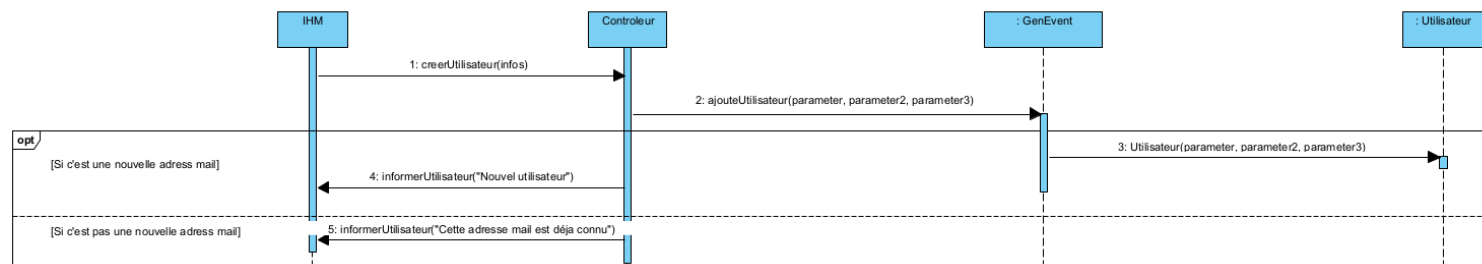 IHM
Controleur
: GenEvent
: Utilisateur
1: creerUtilisateur(infos)
2: ajouteUtilisateur(parameter, parameter2, parameter3)
opt
3: Utilisateur(parameter, parameter2, parameter3)
[Si c'est une nouvelle adress mail]
4: informerUtilisateur("Nouvel utilisateur")
[Si c'est pas une nouvelle adress mail]
5: informerUtilisateur("Cette adresse mail est déja connu")